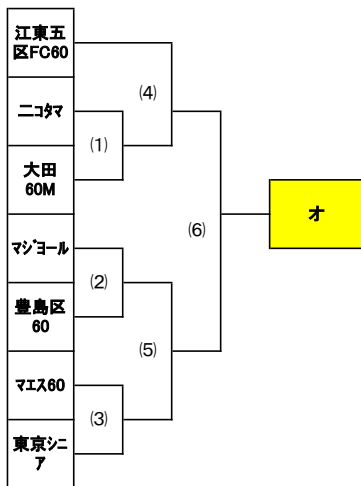 江東五
区FC60
ニコタマ
大田
60M
マジョール
豊島区
60
マエス60
東京シニ
ア
(1)
(2)
(3)
(4)
(5)
(6)
オ